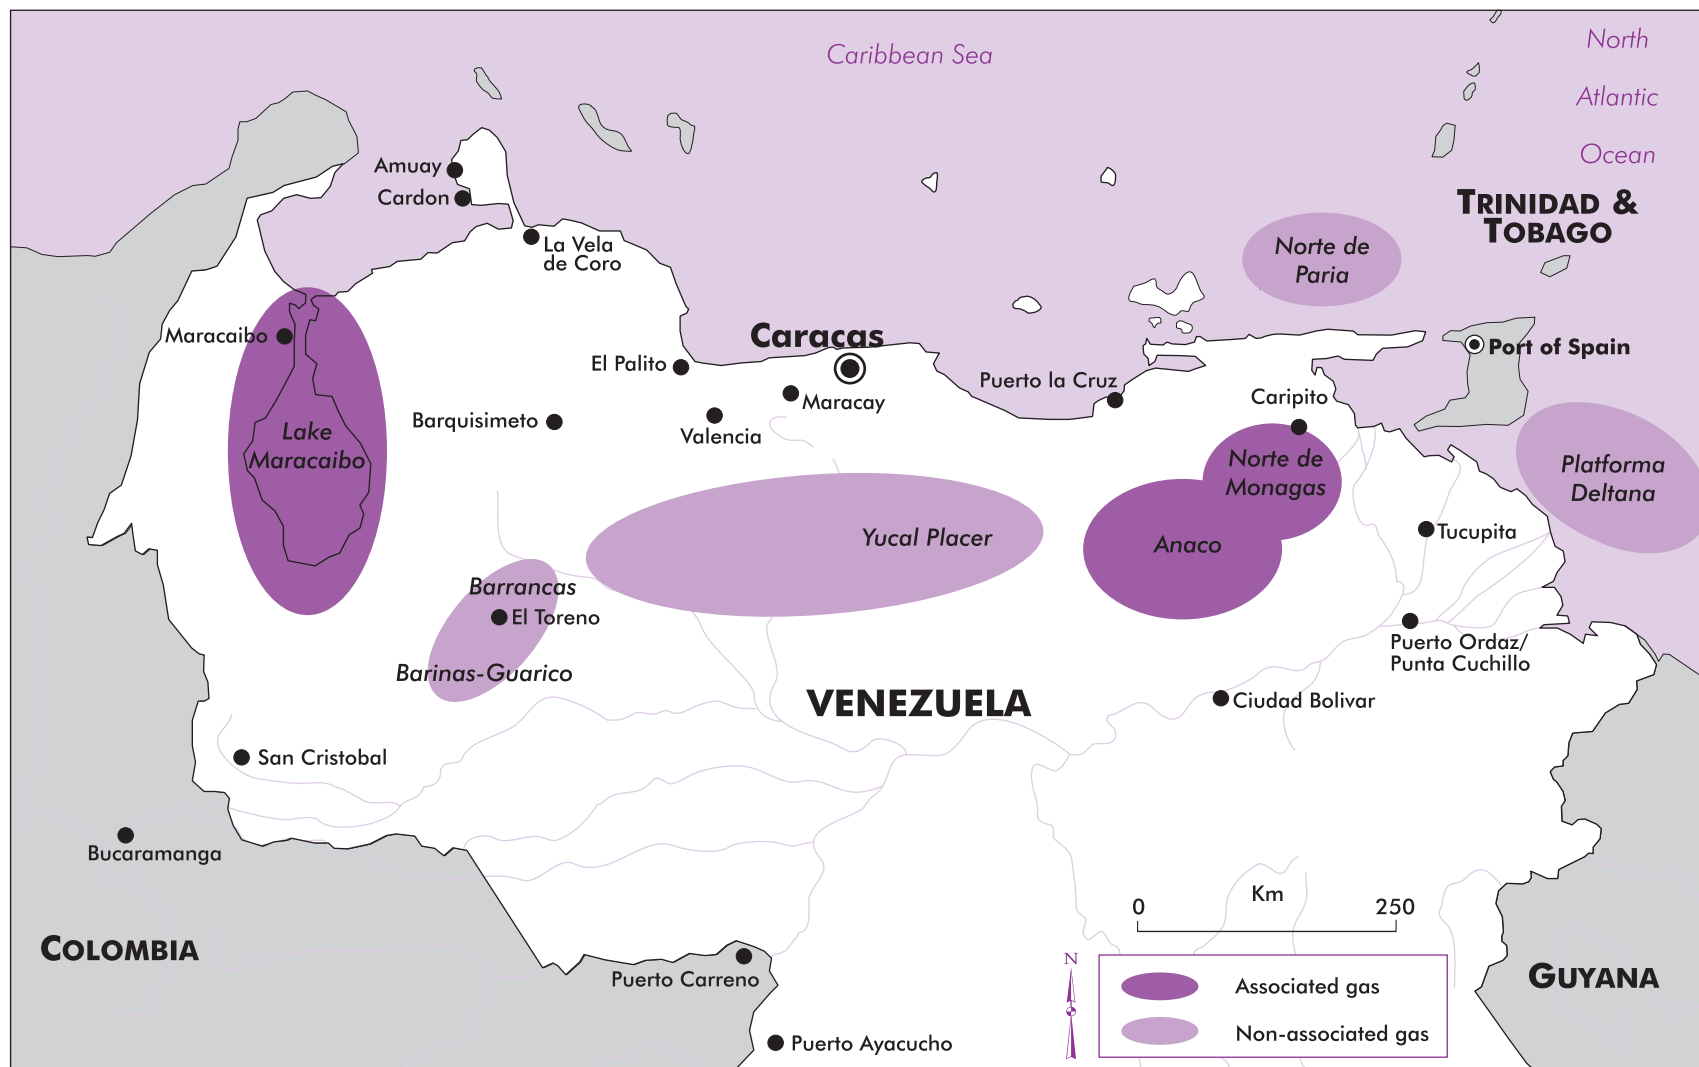 Caribbean Sea
North
Atlantic
Ocean
TRINIDAD &
TOBAGO
Amuay
Cardon
La Vela
de Coro
Norte de
Paria
Maracaibo
Caracas
El Palito
Port of Spain
Puerto la Cruz
Maracay
Caripito
Barquisimeto
Valencia
Lake
Maracaibo
Norte de
Monagas
Platforma
Deltana
Yucal Placer
Anaco
Tucupita
Barrancas
El Toreno
Barinas-Guarico
Puerto Ordaz/
Punta Cuchillo
VENEZUELA
Ciudad Bolivar
San Cristobal
Bucaramanga
Km
0 250
COLOMBIA
Puerto Carreno
N
GUYANA
Associated gas
Non-associated gas
Puerto Ayacucho